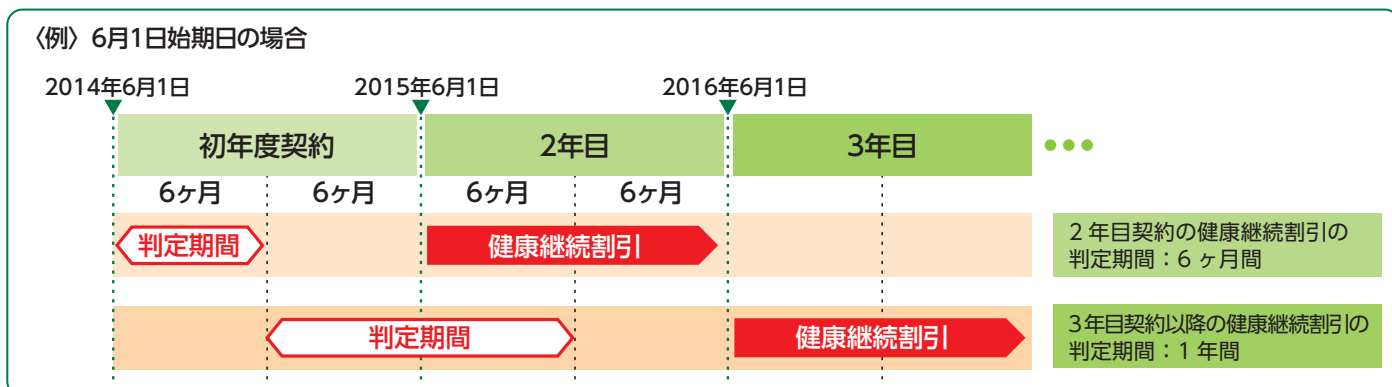 〈例〉6月1日始期日の場合
2014年6月1日
2015年6月1日
2016年6月1日
初年度契約
2年目
3年目
6ヶ月
6ヶ月
6ヶ月
6ヶ月
判定期間
健康継続割引
2年目契約の健康継続割引の
判定期間：6ヶ月間
判定期間
健康継続割引
3年目契約以降の健康継続割引の
判定期間：1年間